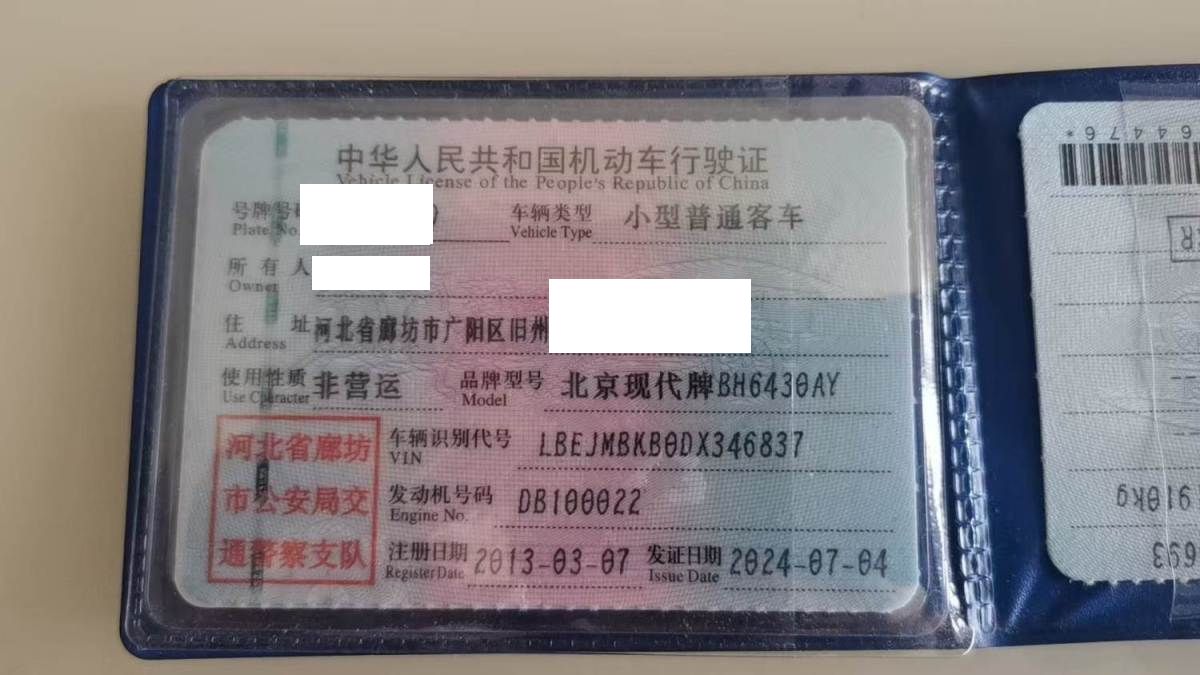 中华人民共和国机动车行驶证
Vehicle License of the People's Republic of China
号牌号
Plate No.
车辆类型 小型普通客车
Vehicle Type
所有人
Owner
住址 河北省廊坊市广阳区旧州
Address
使用性质 非营运
Use Character
品牌型号 北京现代牌BH6430AY
Model
河北省廊坊
市公安局交
通警察支队
车辆识别代号 LBEJMBKB0DX346837
VIN
发动机号码 DB100022
Engine No.
注册日期 2013-03-07
Register Date
发证日期 2024-07-04
Issue Date
64476*
910kg
693